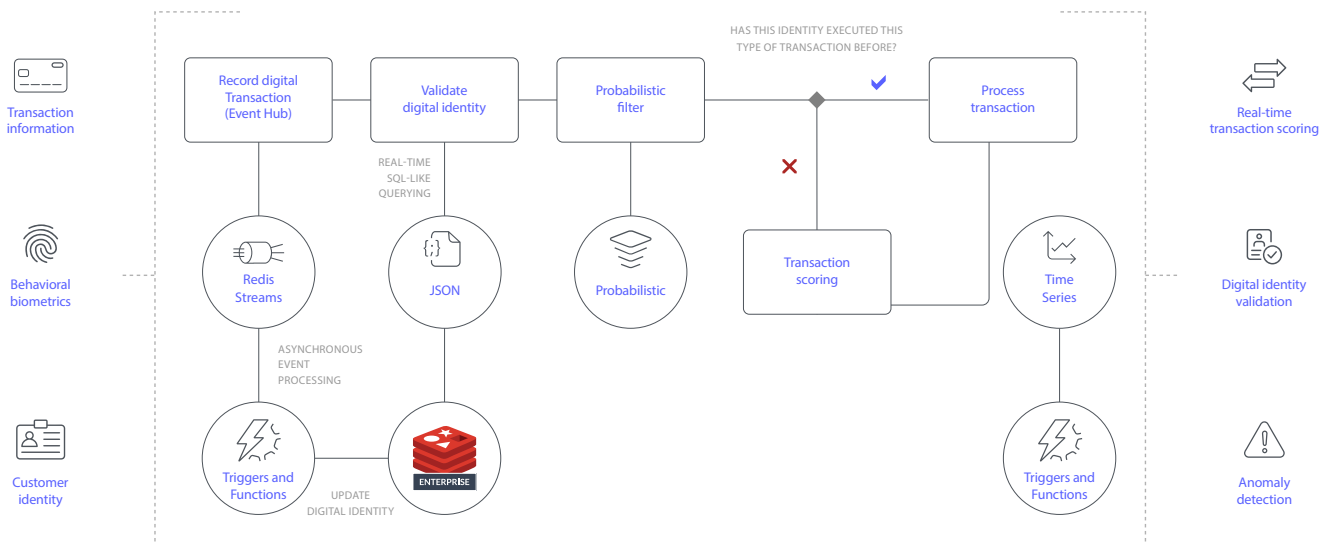 HAS THIS IDENTITY EXECUTED THIS
TYPE OF TRANSACTION BEFORE?
Transaction
information
Record digital
Transaction
(Event Hub)
Validate
digital identity
Probabilistic
filter
Process
transaction
Real-time
transaction scoring
REAL-TIME
SQL-LIKE
QUERYING
Behavioral
biometrics
Redis
Streams
{;}
JSON
Probabilistic
Transaction
scoring
Time
Series
Digital identity
validation
ASYNCHRONOUS
EVENT
PROCESSING
Customer
identity
Triggers and
Functions
ENTERPRISE
UPDATE
DIGITAL IDENTITY
Triggers and
Functions
Anomaly
detection